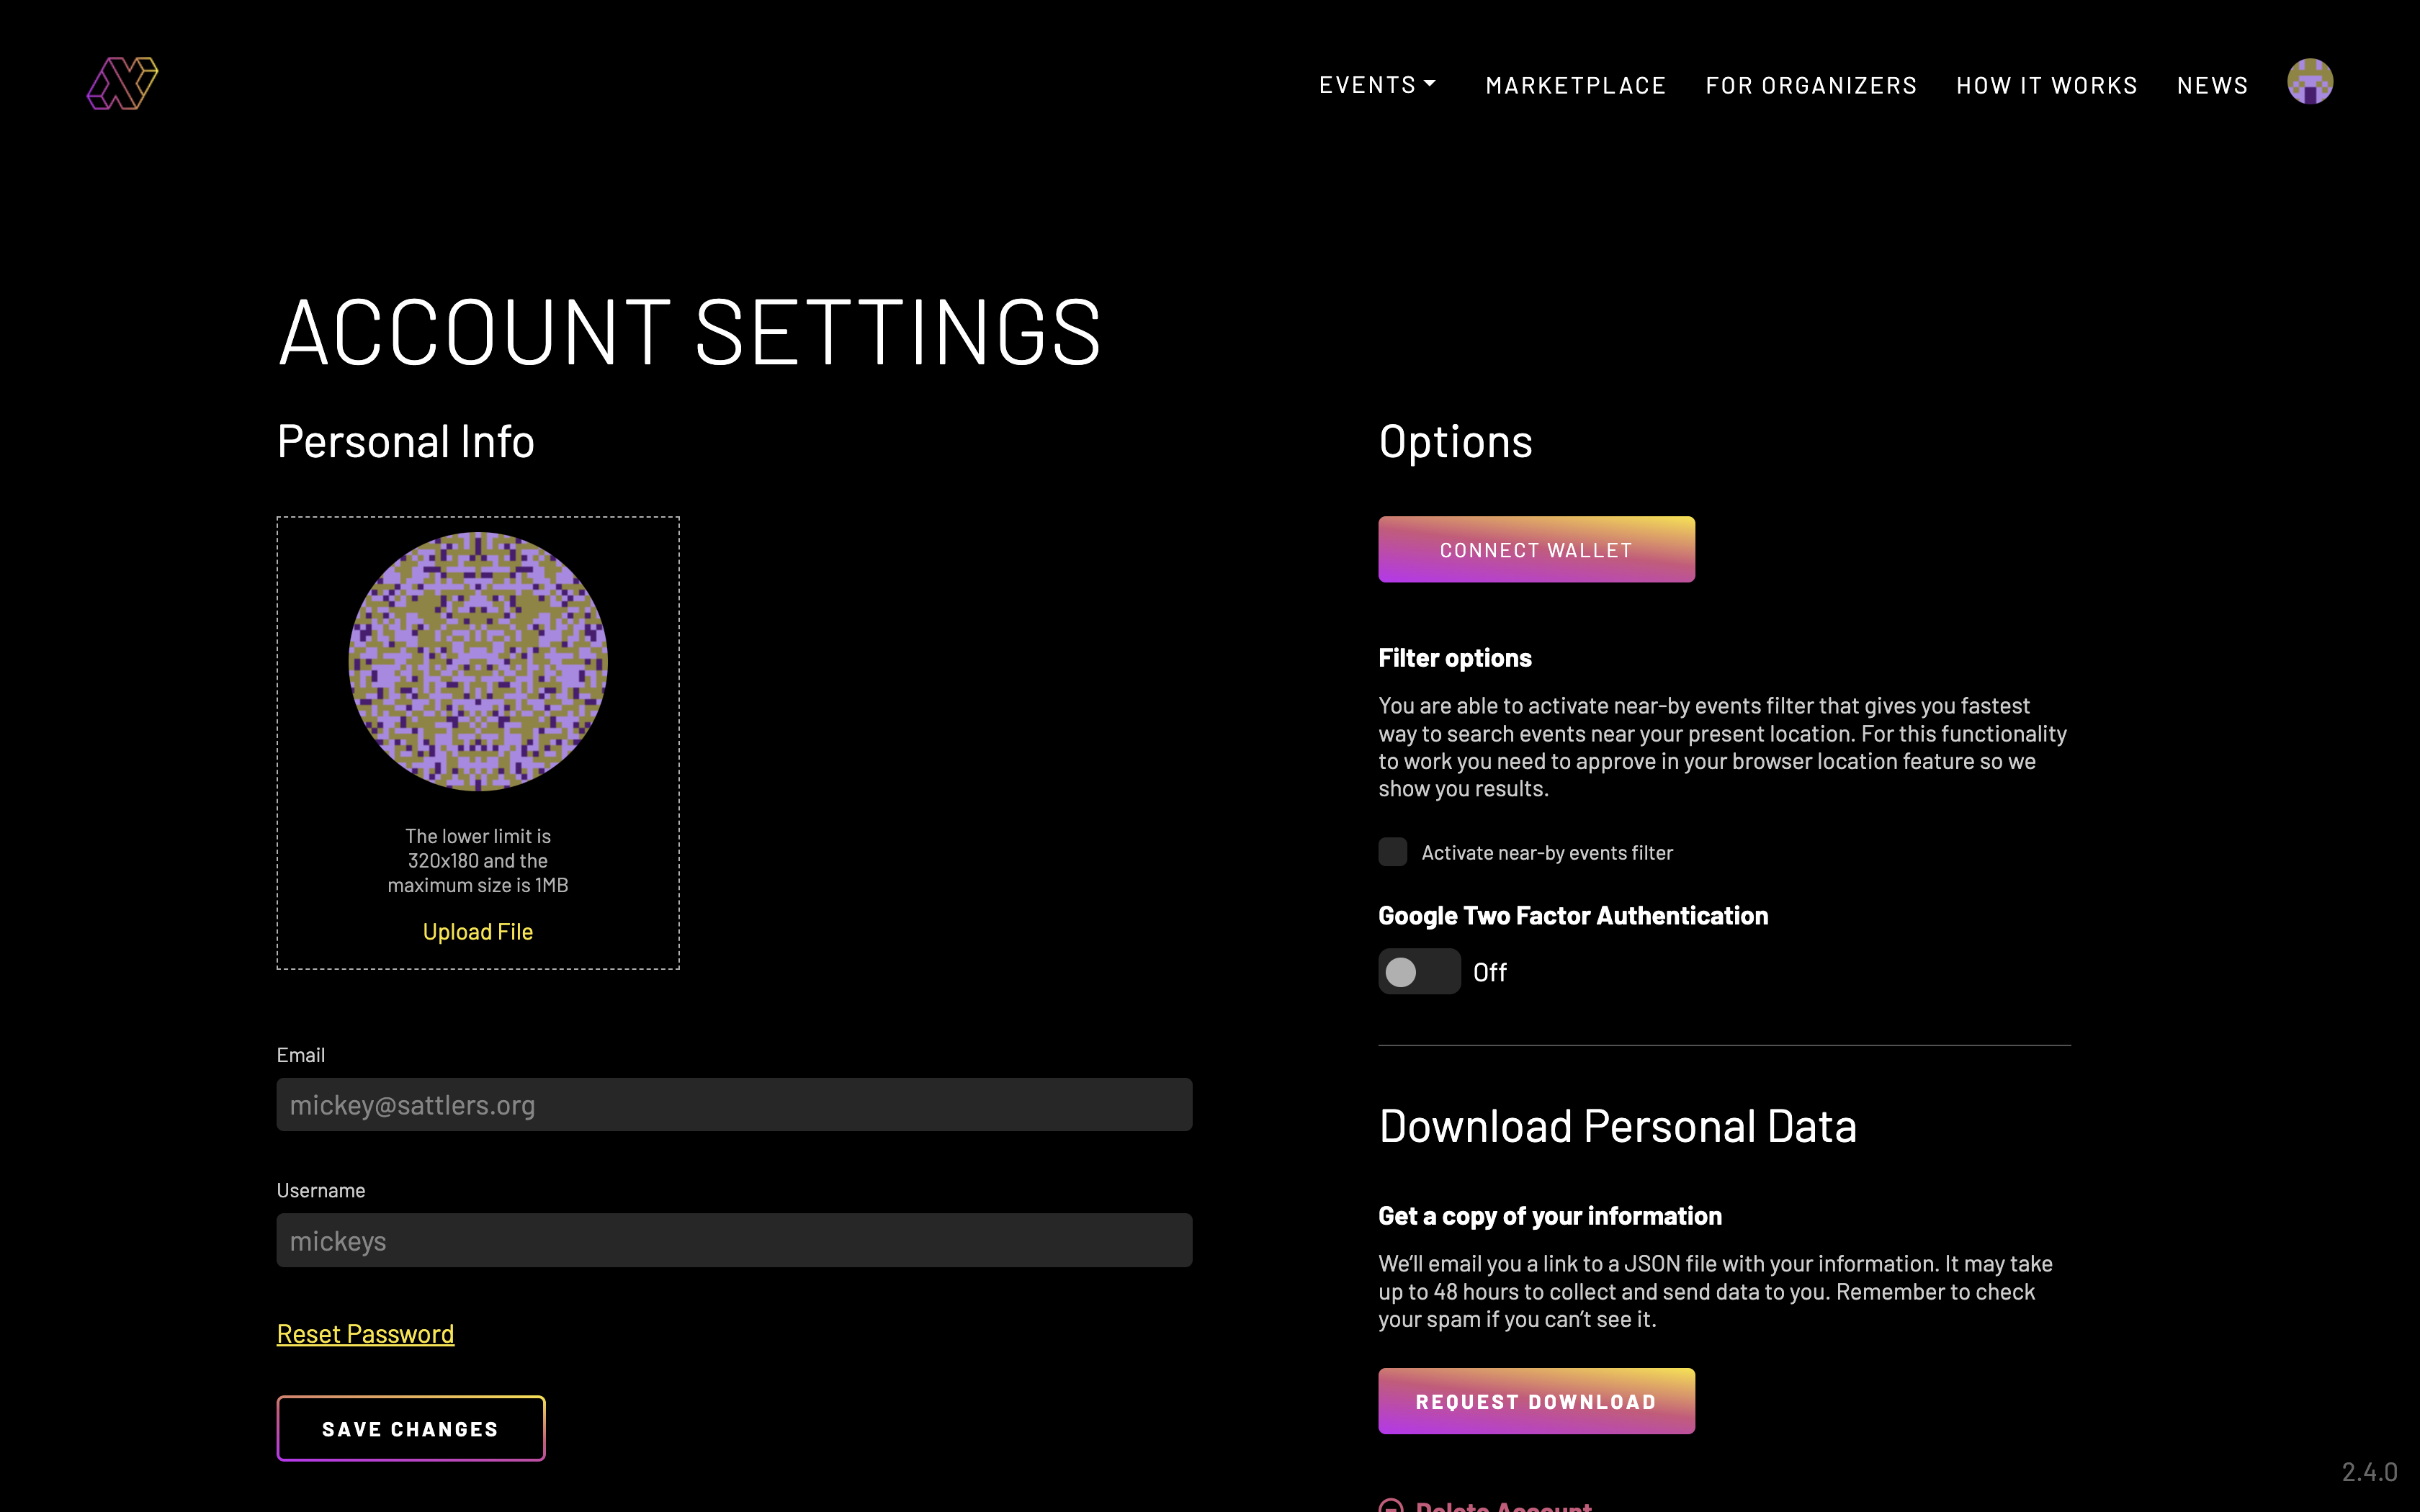 EVENTS
MARKETPLACE
FOR ORGANIZERS
HOW IT WORKS
NEWS
ACCOUNT SETTINGS
Personal Info
The lower limit is
320x180 and the
maximum size is 1MB
Upload File
Email
mickey@sattlers.org
Username
mickeys
Reset Password
SAVE CHANGES
Options
CONNECT WALLET
Filter options
You are able to activate near-by events filter that gives you fastest
way to search events near your present location. For this functionality
to work you need to approve in your browser location feature so we
show you results.
Activate near-by events filter
Google Two Factor Authentication
Off
Download Personal Data
Get a copy of your information
We’ll email you a link to a JSON file with your information. It may take
up to 48 hours to collect and send data to you. Remember to check
your spam if you can’t see it.
REQUEST DOWNLOAD
Delete Account
2.4.0